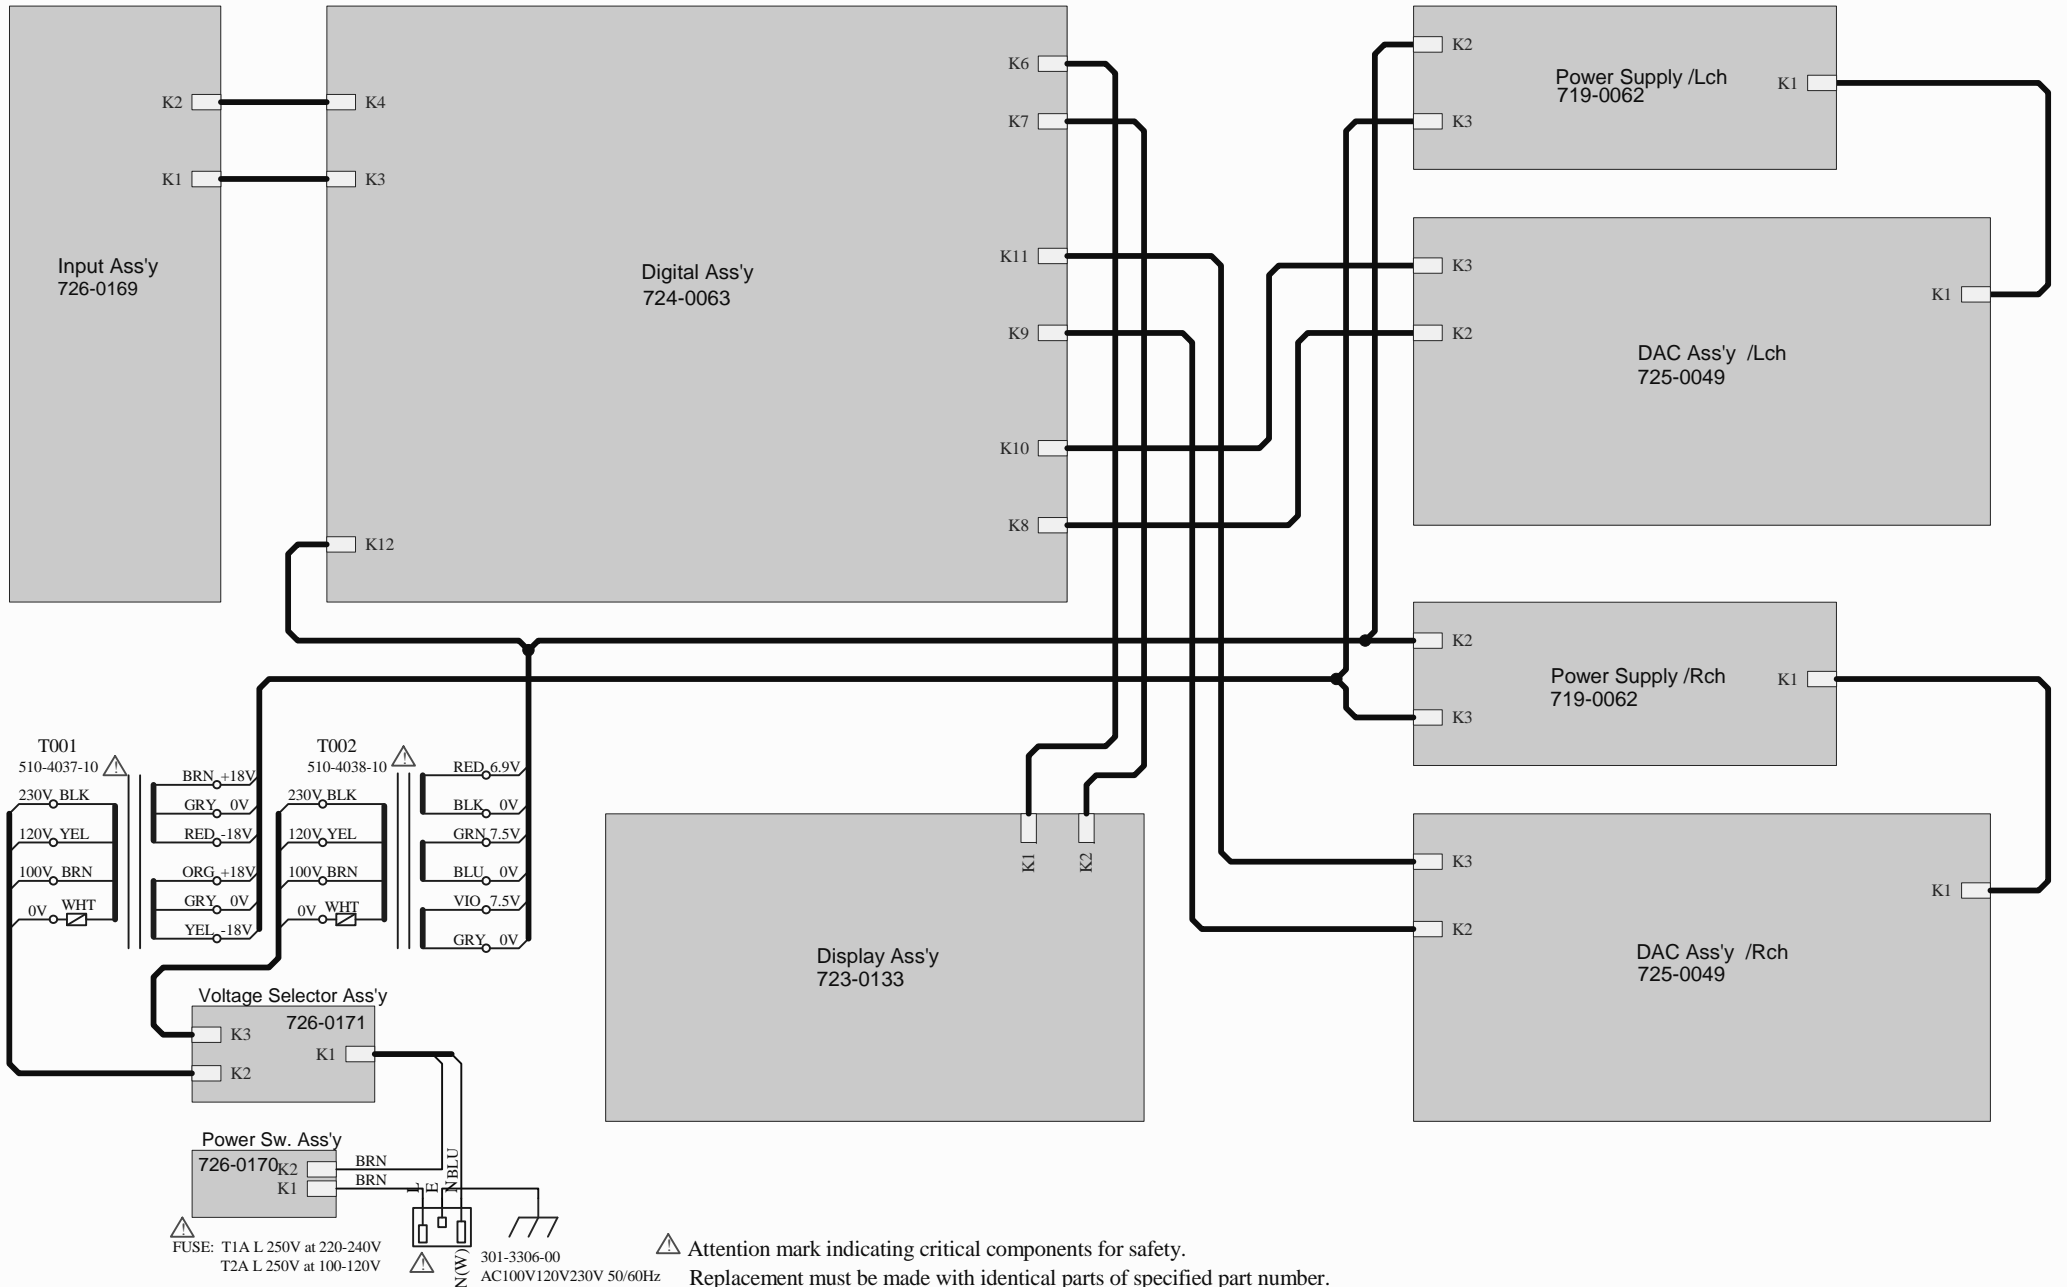 K2
K4
K1
K3
Input Ass'y
726-0169
Digital Ass'y
724-0063
K6
K7
K11
K9
K10
K8
K12
K2
K3
Power Supply /Lch
719-0062
K1
K3
K2
K1
DAC Ass'y /Lch
725-0049
K2
K3
Power Supply /Rch
719-0062
K1
K3
K2
K1
DAC Ass'y /Rch
725-0049
K1
K2
Display Ass'y
723-0133
T001
510-4037-10
230V BLK
120V YEL
100V BRN
0V WHT
BRN +18V
GRY 0V
RED -18V
ORG +18V
GRY 0V
YEL -18V
T002
510-4038-10
230V BLK
120V YEL
100V BRN
0V WHT
RED 6.9V
BLK 0V
GRN 7.5V
BLU 0V
VIO 7.5V
GRY 0V
Voltage Selector Ass'y
726-0171
K3
K1
K2
Power Sw. Ass'y
726-0170
K2
K1
BRN
BRN
L
E
N BLU
N(W)
FUSE: T1A L 250V at 220-240V
T2A L 250V at 100-120V
301-3306-00
AC100V120V230V 50/60Hz
Attention mark indicating critical components for safety.
Replacement must be made with identical parts of specified part number.